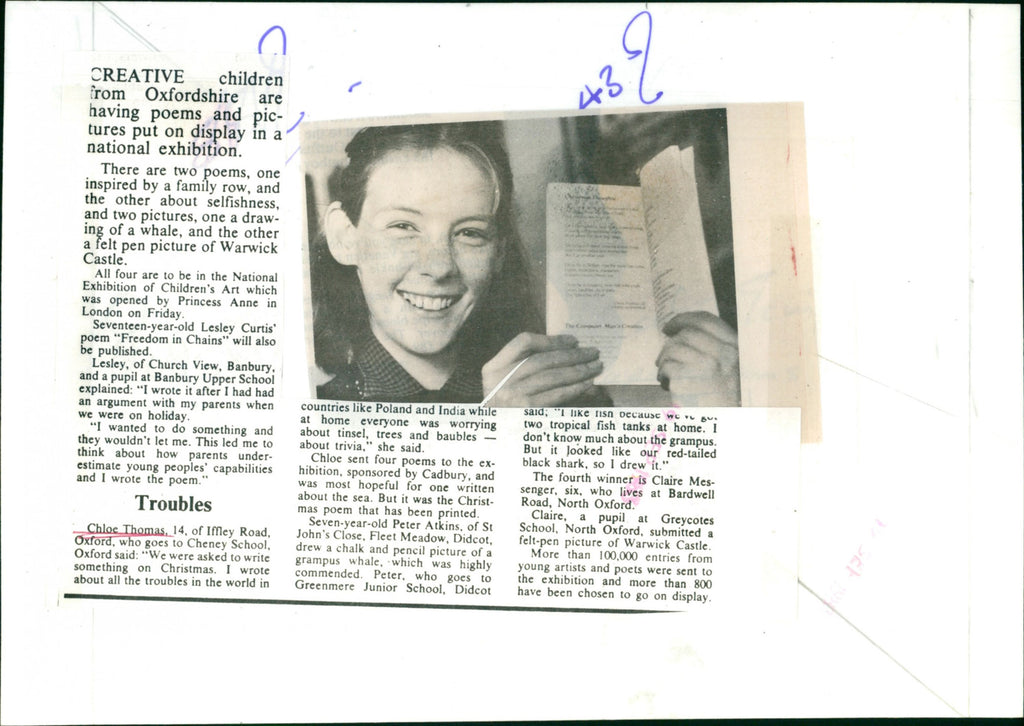 43
CREATIVE children
from Oxfordshire are
having poems and pic-
tures put on display in a
national exhibition.
There are two poems, one
inspired by a family row, and
the other about selfishness,
and two pictures, one a draw-
ing of a whale, and the other
a felt pen picture of Warwick
Castle.
All four are to be in the National
Exhibition of Children's Art which
was opened by Princess Anne in
London on Friday.
Seventeen-year-old Lesley Curtis'
poem "Freedom in Chains" will also
be published.
Lesley, of Church View, Banbury,
and a pupil at Banbury Upper School
explained: "I wrote it after I had had
an argument with my parents when
we were on holiday.
"I wanted to do something and
they wouldn't let me. This led me to
think about how parents under-
estimate young peoples' capabilities
and I wrote the poem."
Troubles
Chloe Thomas, 14, of Iffley Road,
Oxford, who goes to Cheney School,
Oxford said: "We were asked to write
something on Christmas. I wrote
about all the troubles in the world in
countries like Poland and India while
at home everyone was worrying
about tinsel, trees and baubles —
about trivia," she said.
Chloe sent four poems to the ex-
hibition, sponsored by Cadbury, and
was most hopeful for one written
about the sea. But it was the Christ-
mas poem that has been printed.
Seven-year-old Peter Atkins, of St
John's Close, Fleet Meadow, Didcot,
drew a chalk and pencil picture of a
grampus whale, which was highly
commended. Peter, who goes to
Greenmere Junior School, Didcot
said; "I like fish because we've got
two tropical fish tanks at home. I
don't know much about the grampus.
But it looked like our red-tailed
black shark, so I drew it."
The fourth winner is Claire Mes-
senger, six, who lives at Bardwell
Road, North Oxford.
Claire, a pupil at Greycotes
School, North Oxford, submitted a
felt-pen picture of Warwick Castle.
More than 100,000 entries from
young artists and poets were sent to
the exhibition and more than 800
have been chosen to go on display.
The Computer Man's Creation